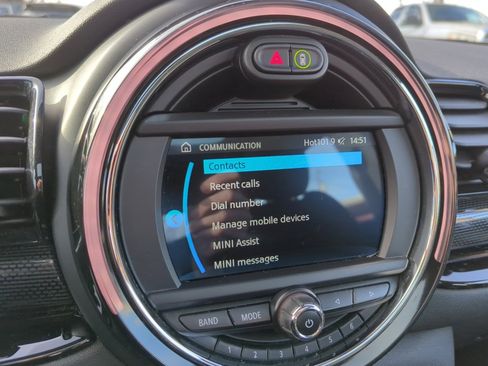 COMMUNICATION Hot101.9 14:51
Contacts
Recent calls
Dial number
Manage mobile devices
MINI Assist
MINI messages
BAND MODE
1 2 3 4 5 6